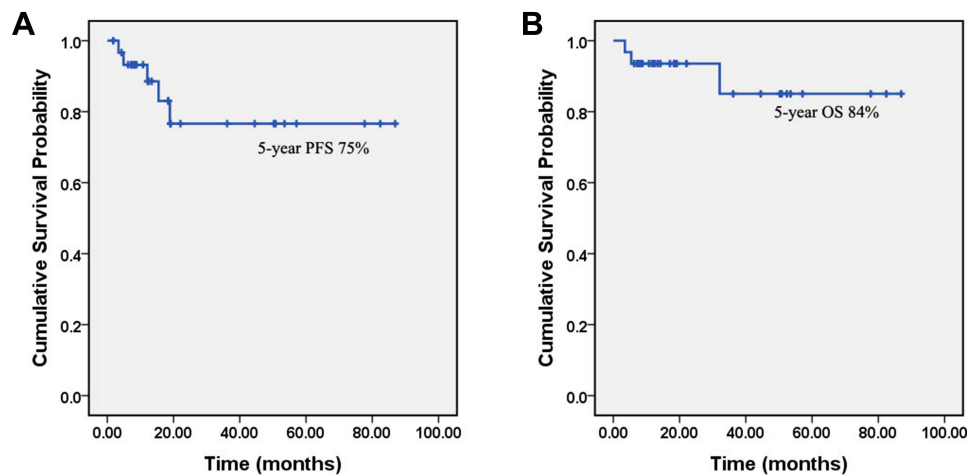 A
Cumulative Survival Probability
1.0
0.8
0.6
0.4
0.2
0.0
5-year PFS 75%
0.00 20.00 40.00 60.00 80.00 100.00
Time (months)
B
Cumulative Survival Probability
1.0
0.8
0.6
0.4
0.2
0.0
5-year OS 84%
0.00 20.00 40.00 60.00 80.00 100.00
Time (months)